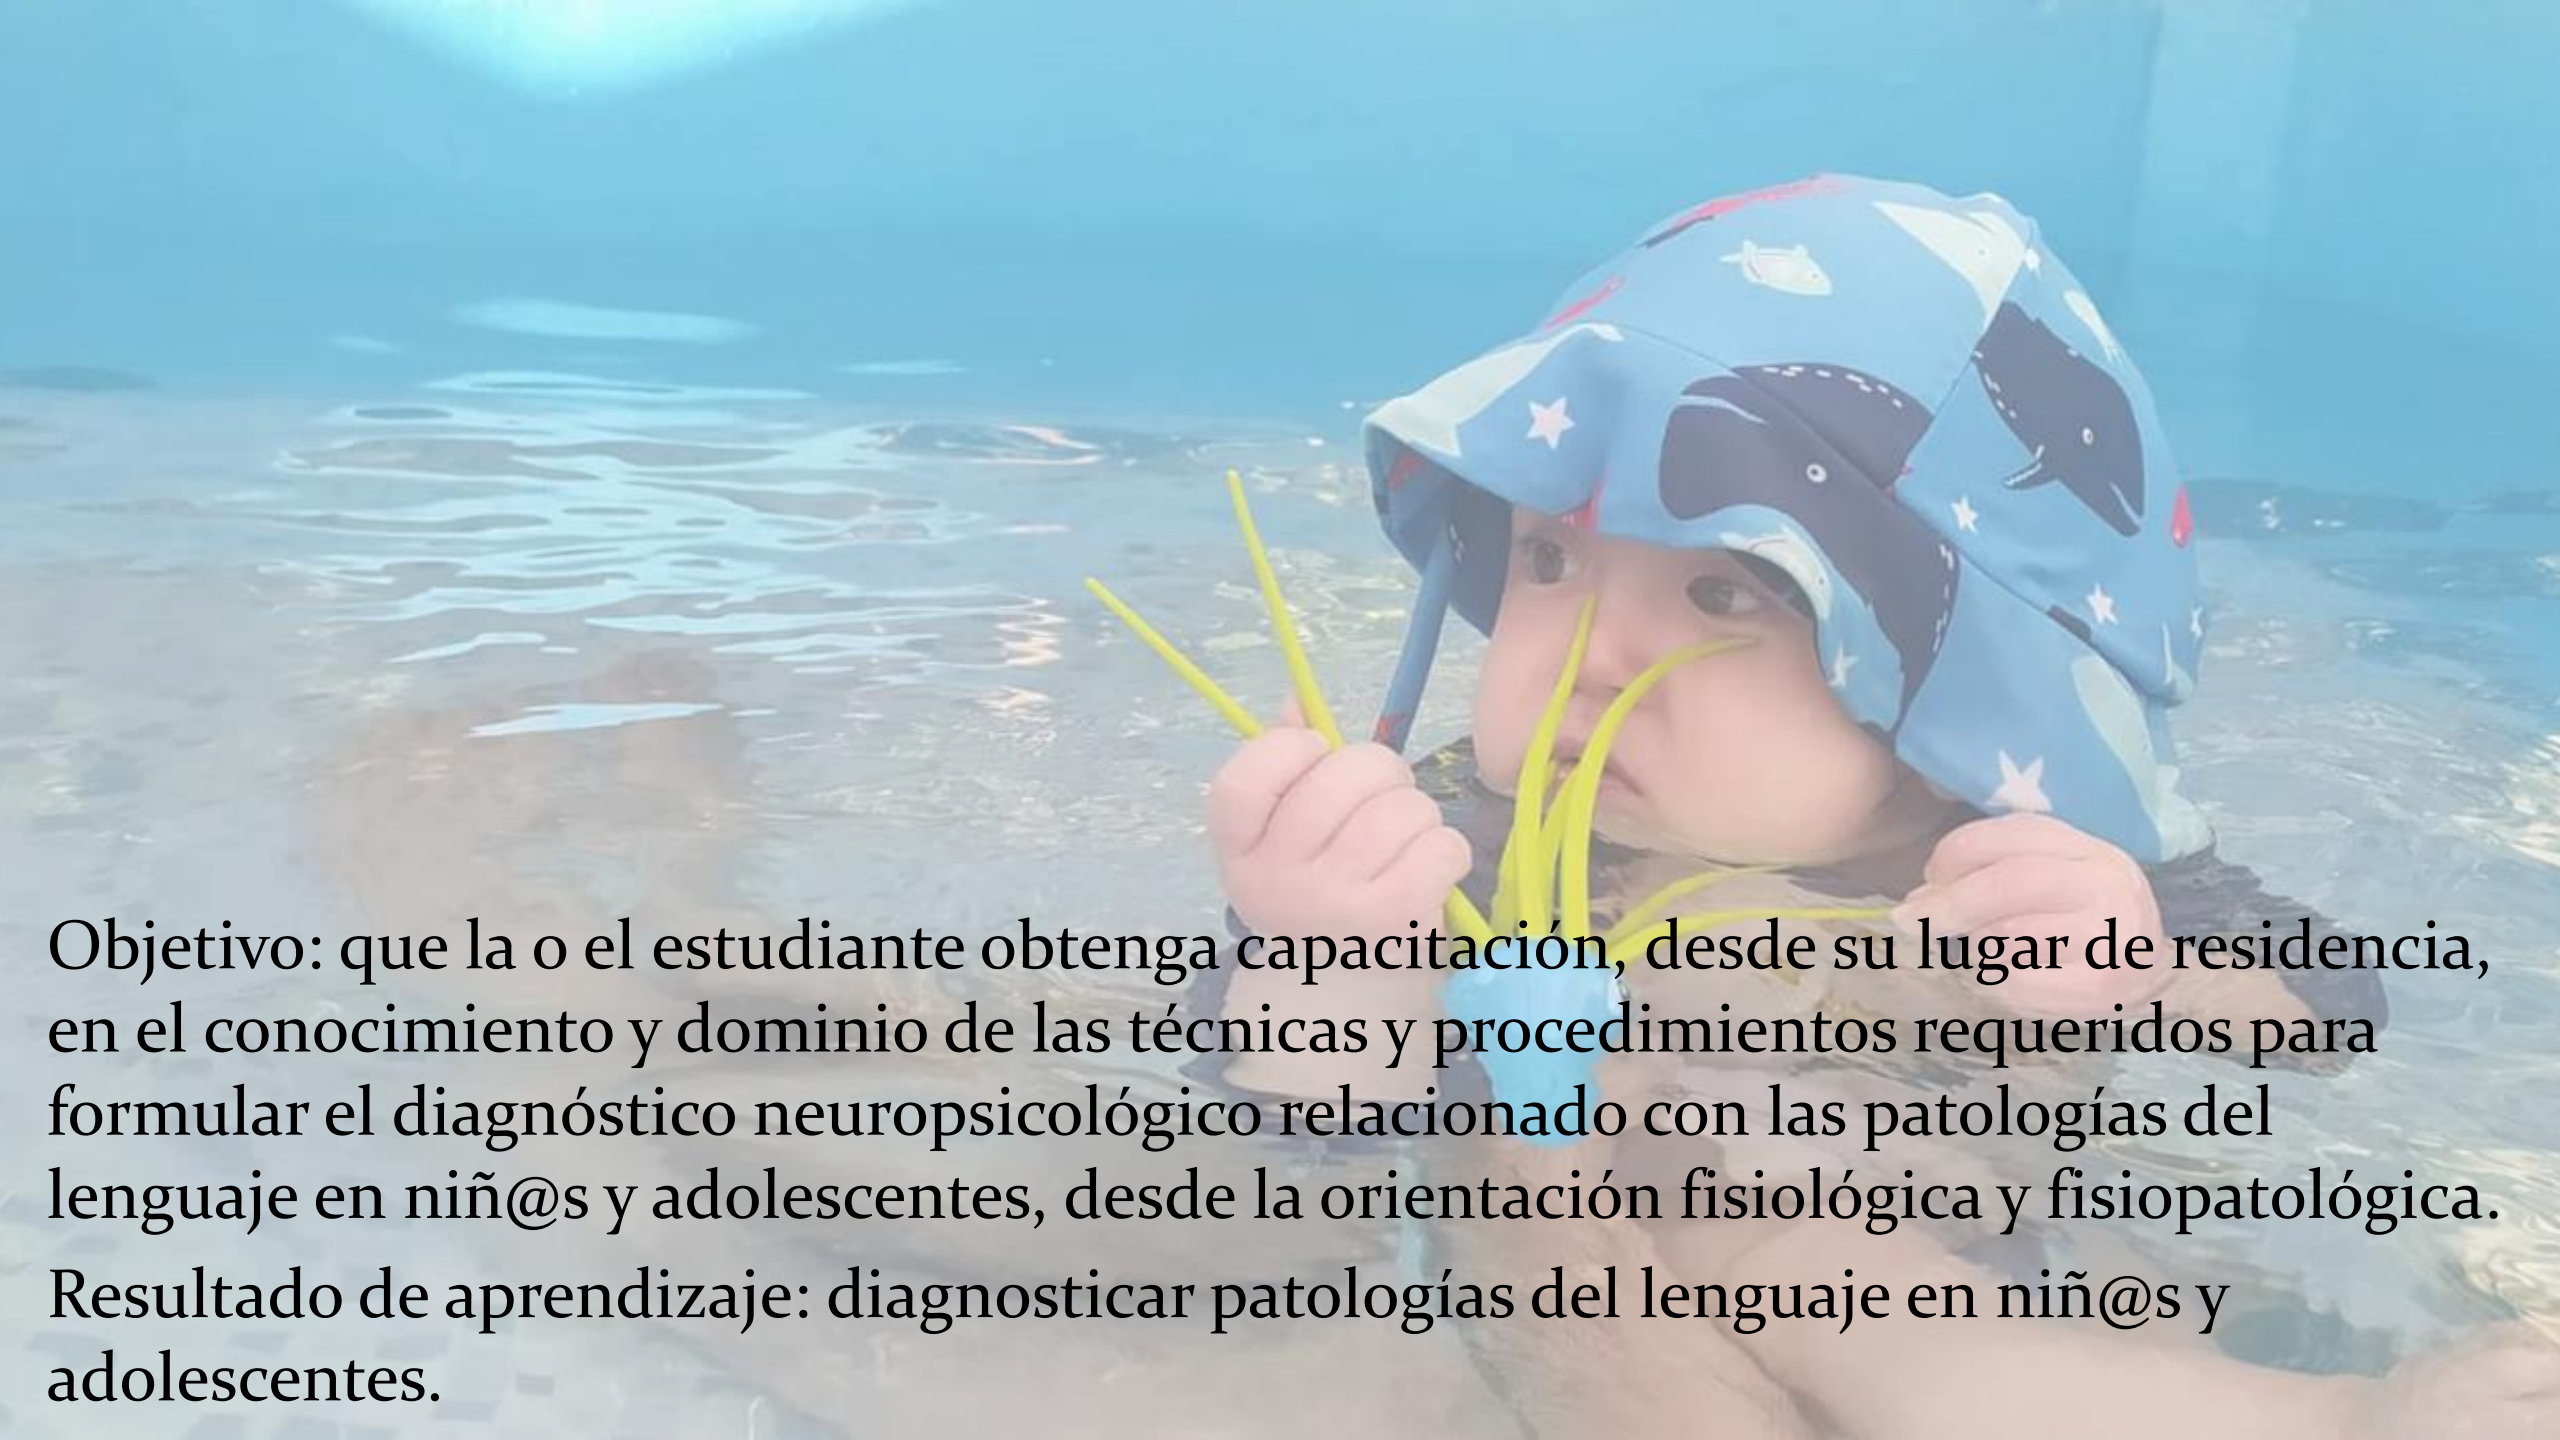 Objetivo: que la o el estudiante obtenga capacitación, desde su lugar de residencia,
en el conocimiento y dominio de las técnicas y procedimientos requeridos para
formular el diagnóstico neuropsicológico relacionado con las patologías del
lenguaje en niñ@s y adolescentes, desde la orientación fisiológica y fisiopatológica.
Resultado de aprendizaje: diagnosticar patologías del lenguaje en niñ@s y
adolescentes.